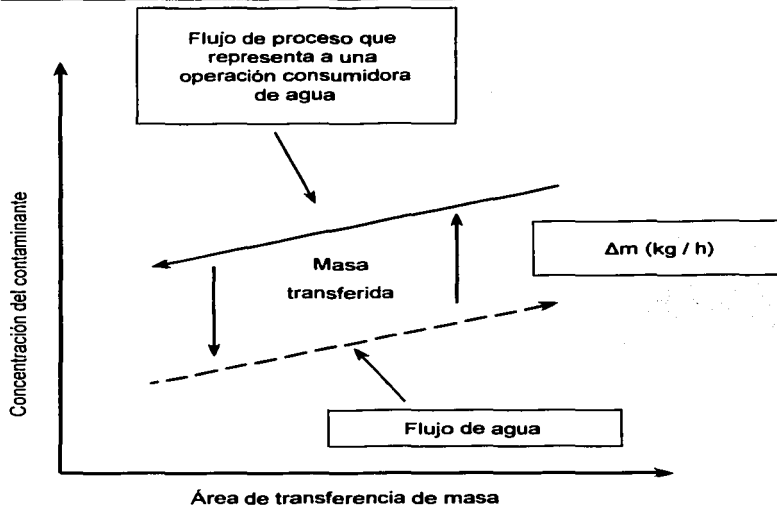 Flujo de proceso que
representa a una
operación consumidora
de agua
Concentración del contaminante
Masa
transferida
Δm (kg / h)
Flujo de agua
Área de transferencia de masa